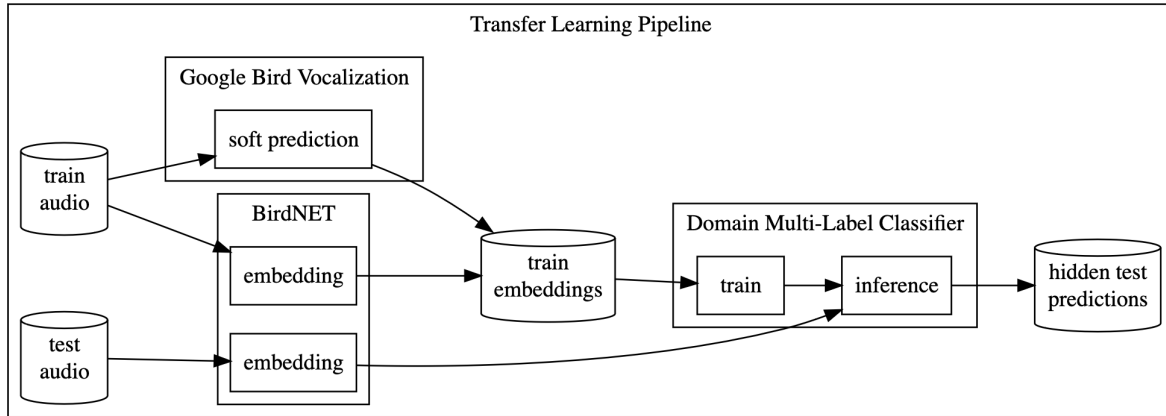 Transfer Learning Pipeline
Google Bird Vocalization
soft prediction
train
audio
BirdNET
embedding
train
embeddings
Domain Multi-Label Classifier
train
inference
hidden test
predictions
test
audio
embedding